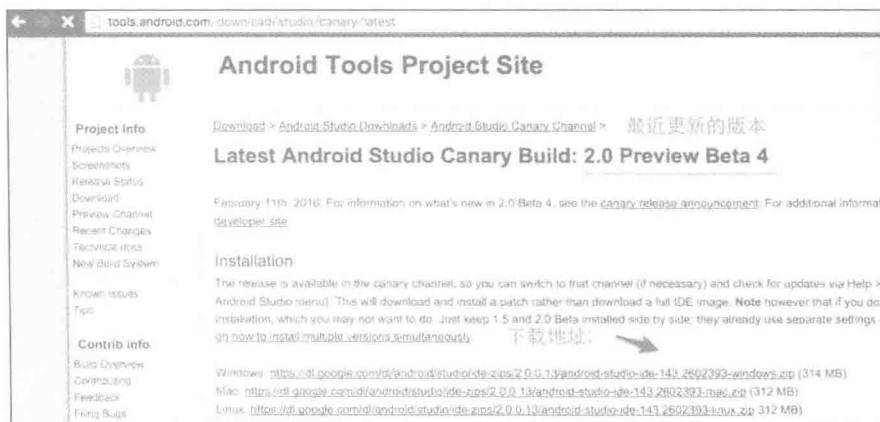 tools.android.com/download/studio/canary/latest
Android Tools Project Site
Project Info
Projects Overview
Screenshots
Release Status
Download
Preview Channel
Recent Changes
Technical docs
New Build System
Known Issues
Tips
Contrib info
Build Overview
Contributing
Feedback
Fixing Bugs
Download > Android Studio Downloads > Android Studio Canary Channel >
最近更新的版本
Latest Android Studio Canary Build: 2.0 Preview Beta 4
February 11th, 2016: For information on what's new in 2.0 Beta 4, see the canary release announcement. For additional informat
developer site
Installation
The release is available in the canary channel, so you can switch to that channel (if necessary) and check for updates via Help >
Android Studio menu). This will download and install a patch rather than download a full IDE image. Note however that if you do
installation, which you may not want to do. Just keep 1.5 and 2.0 Beta installed side by side; they already use separate settings
on how to install multiple versions simultaneously.
下载地址:
Windows: https://dl.google.com/dl/android/studio/ide-zips/2.0.0.13/android-studio-ide-143.2602393-windows.zip (314 MB)
Mac: https://dl.google.com/dl/android/studio/ide-zips/2.0.0.13/android-studio-ide-143.2602393-mac.zip (312 MB)
Linux: https://dl.google.com/dl/android/studio/ide-zips/2.0.0.13/android-studio-ide-143.2602393-linux.zip 312 MB)